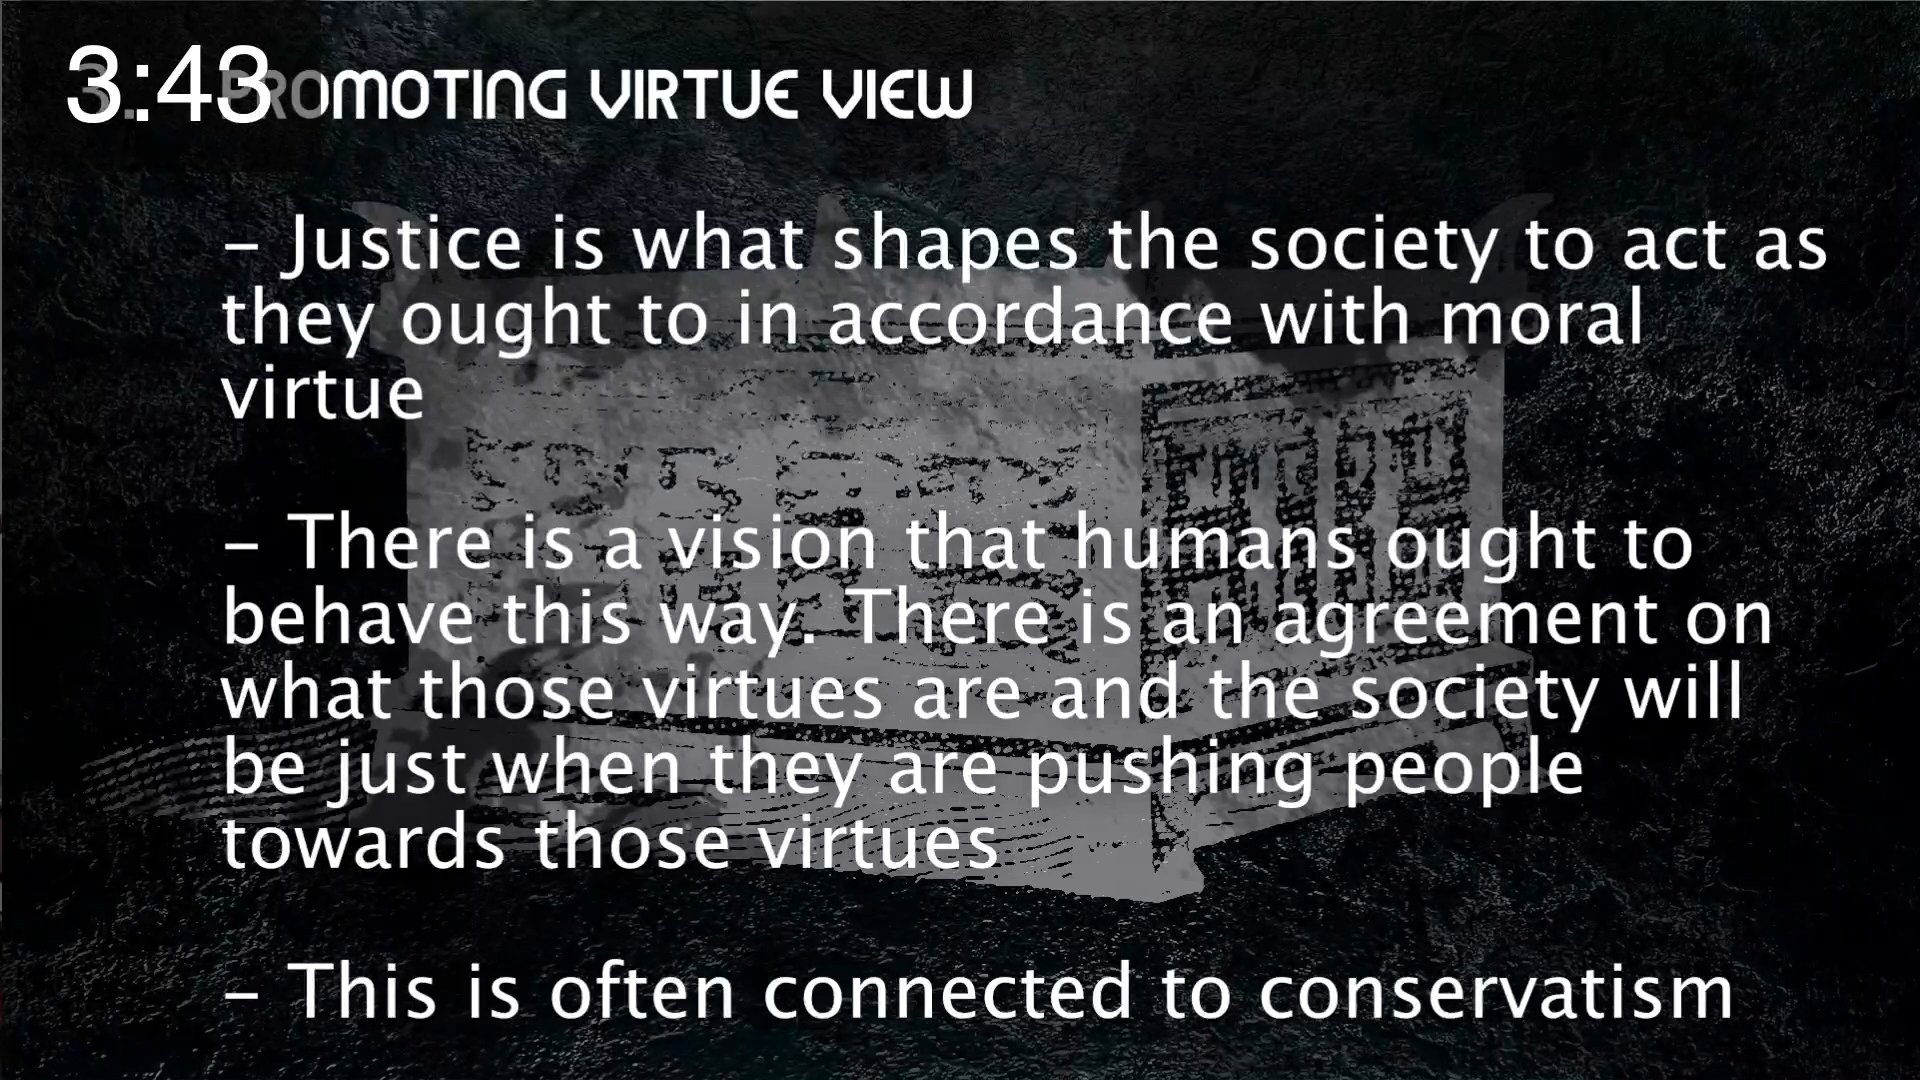 3:43
3. PROMOTING VIRTUE VIEW
– Justice is what shapes the society to act as
they ought to in accordance with moral
virtue
– There is a vision that humans ought to
behave this way. There is an agreement on
what those virtues are and the society will
be just when they are pushing people
towards those virtues
– This is often connected to conservatism